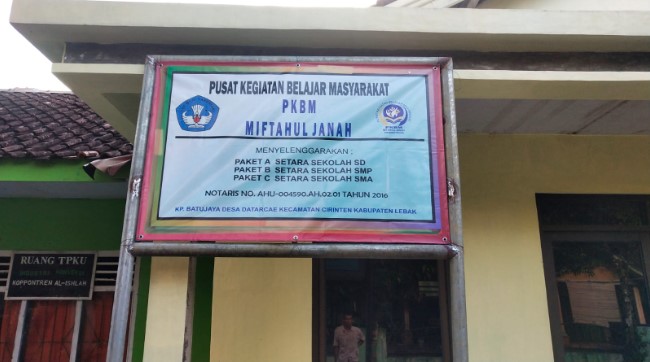 PUSAT KEGIATAN BELAJAR MASYARAKAT
PKBM
MIFTAHUL JANAH
MENYELENGGARAKAN :
PAKET A SETARA SEKOLAH SD
PAKET B SETARA SEKOLAH SMP
PAKET C SETARA SEKOLAH SMA
NOTARIS NO. AHU-004590.AH.02.01 TAHUN 2016
KP. BATUJAYA DESA DATARCAE KECAMATAN CIRINTEN KABUPATEN LEBAK
RUANG TPKU
KOPPONTREN AL-ISHLAH